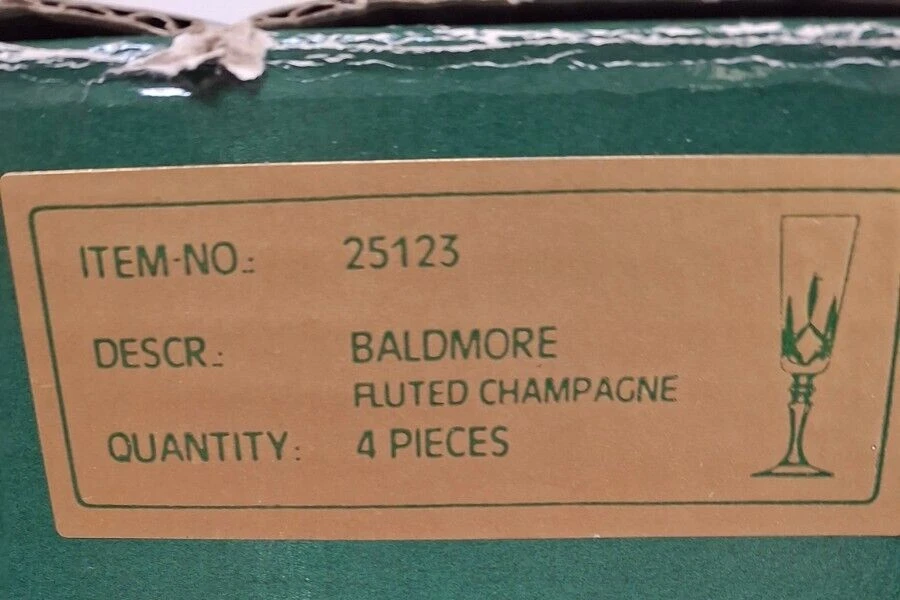 ITEM-NO.: 25123
DESCR.: BALDMORE
FLUTED CHAMPAGNE
QUANTITY: 4 PIECES